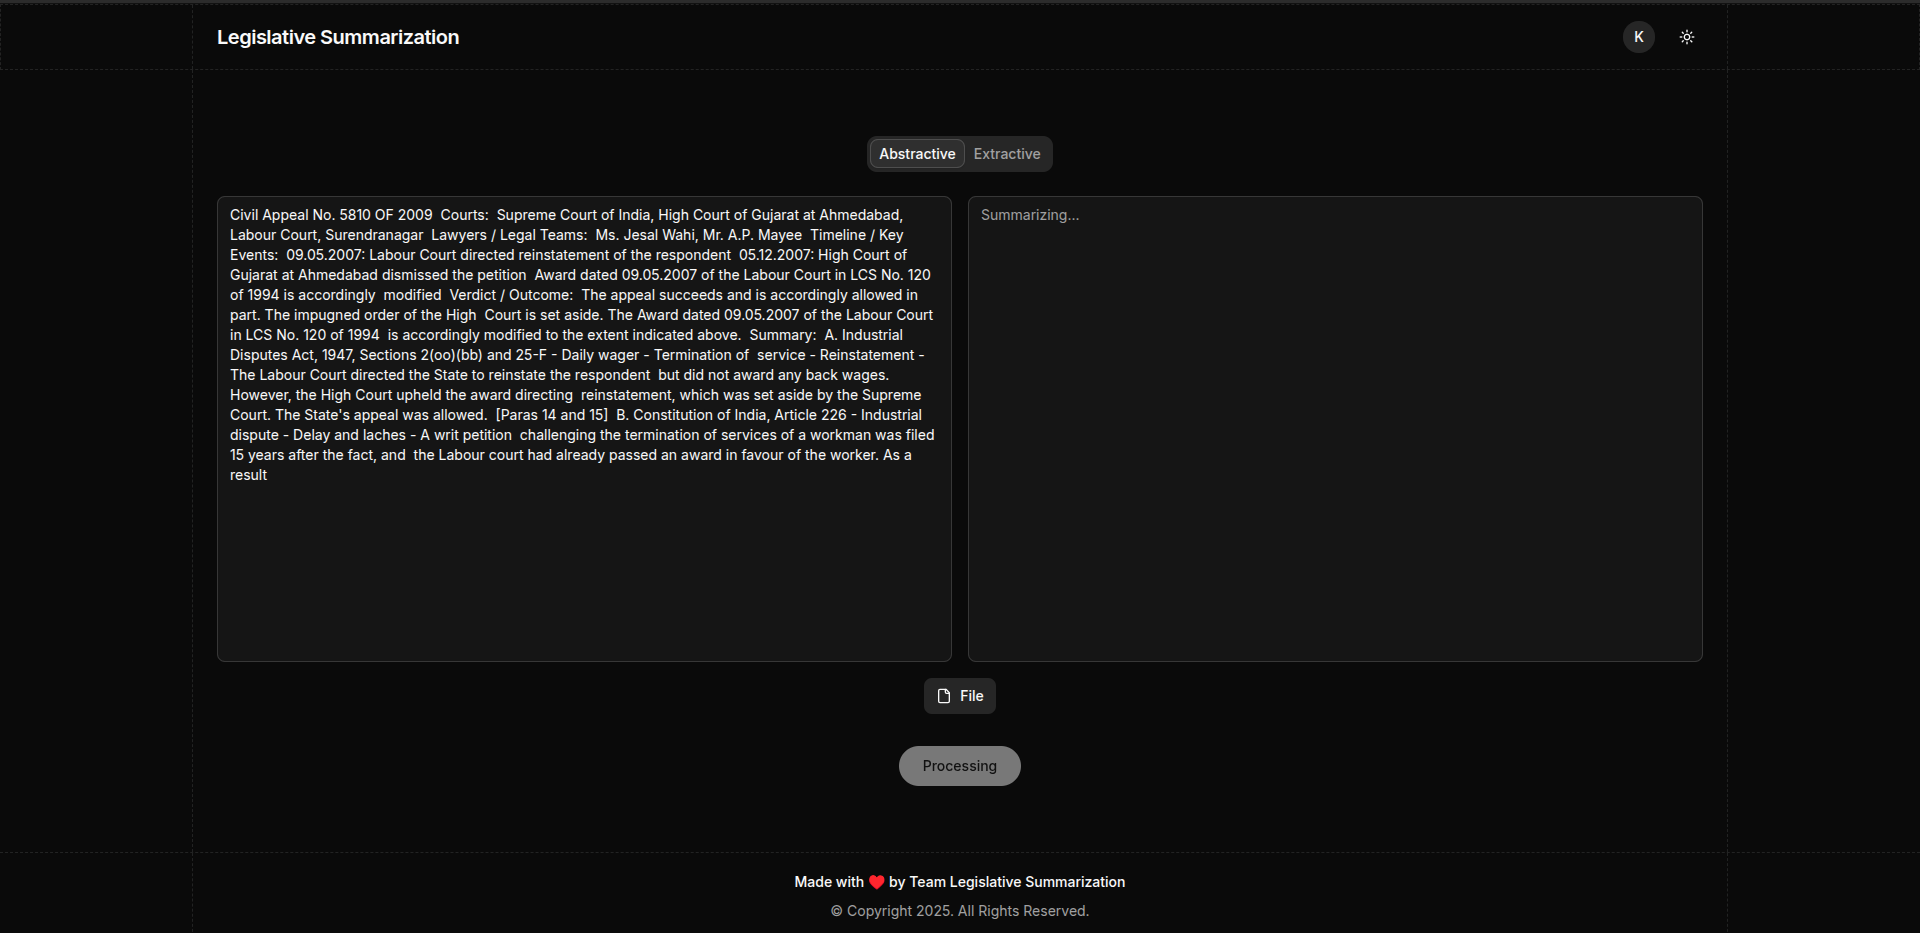 Legislative Summarization
K
Abstractive Extractive
Civil Appeal No. 5810 OF 2009  Courts:  Supreme Court of India, High Court of Gujarat at Ahmedabad,
Labour Court, Surendranagar  Lawyers / Legal Teams:  Ms. Jesal Wahi, Mr. A.P. Mayee  Timeline / Key
Events:  09.05.2007: Labour Court directed reinstatement of the respondent  05.12.2007: High Court of
Gujarat at Ahmedabad dismissed the petition  Award dated 09.05.2007 of the Labour Court in LCS No. 120
of 1994 is accordingly  modified  Verdict / Outcome:  The appeal succeeds and is accordingly allowed in
part. The impugned order of the High  Court is set aside. The Award dated 09.05.2007 of the Labour Court
in LCS No. 120 of 1994  is accordingly modified to the extent indicated above.  Summary:  A. Industrial
Disputes Act, 1947, Sections 2(oo)(bb) and 25-F - Daily wager - Termination of  service - Reinstatement -
The Labour Court directed the State to reinstate the respondent  but did not award any back wages.
However, the High Court upheld the award directing  reinstatement, which was set aside by the Supreme
Court. The State's appeal was allowed.  [Paras 14 and 15]  B. Constitution of India, Article 226 - Industrial
dispute - Delay and laches - A writ petition  challenging the termination of services of a workman was filed
15 years after the fact, and  the Labour court had already passed an award in favour of the worker. As a
result
Summarizing...
File
Processing
Made with ❤️ by Team Legislative Summarization
© Copyright 2025. All Rights Reserved.